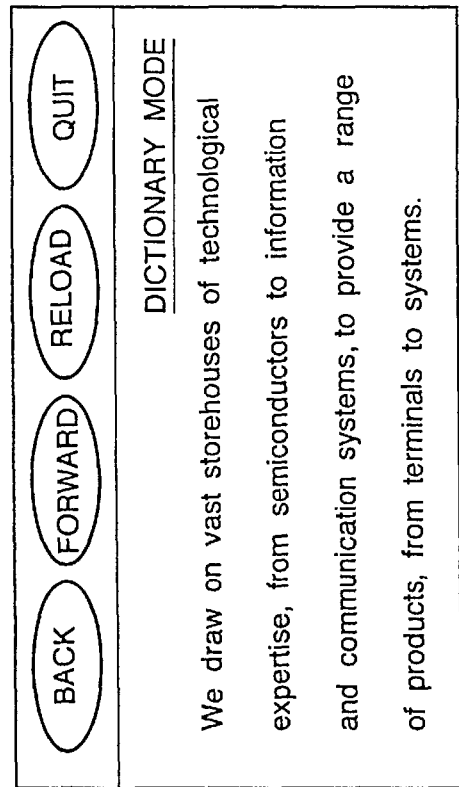 BACK FORWARD RELOAD QUIT
DICTIONARY MODE
We draw on vast storehouses of technological
expertise, from semiconductors to information
and communication systems, to provide a range
of products, from terminals to systems.